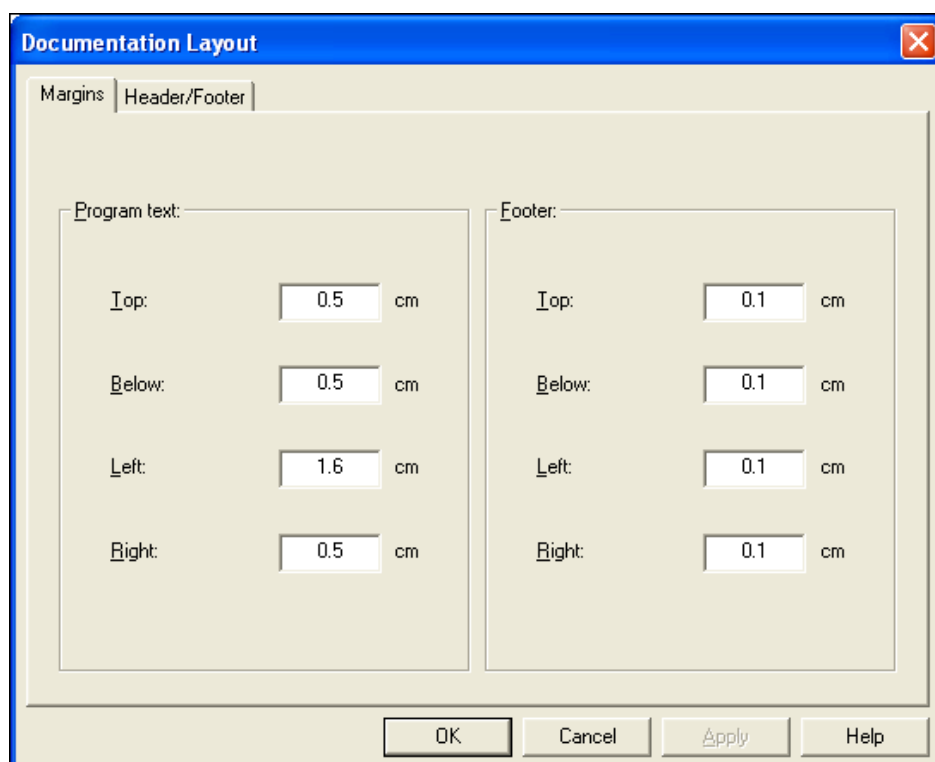 Documentation Layout
Margins Header/Footer
Program text:
Top: 0.5 cm
Below: 0.5 cm
Left: 1.6 cm
Right: 0.5 cm
Footer:
Top: 0.1 cm
Below: 0.1 cm
Left: 0.1 cm
Right: 0.1 cm
OK Cancel Apply Help